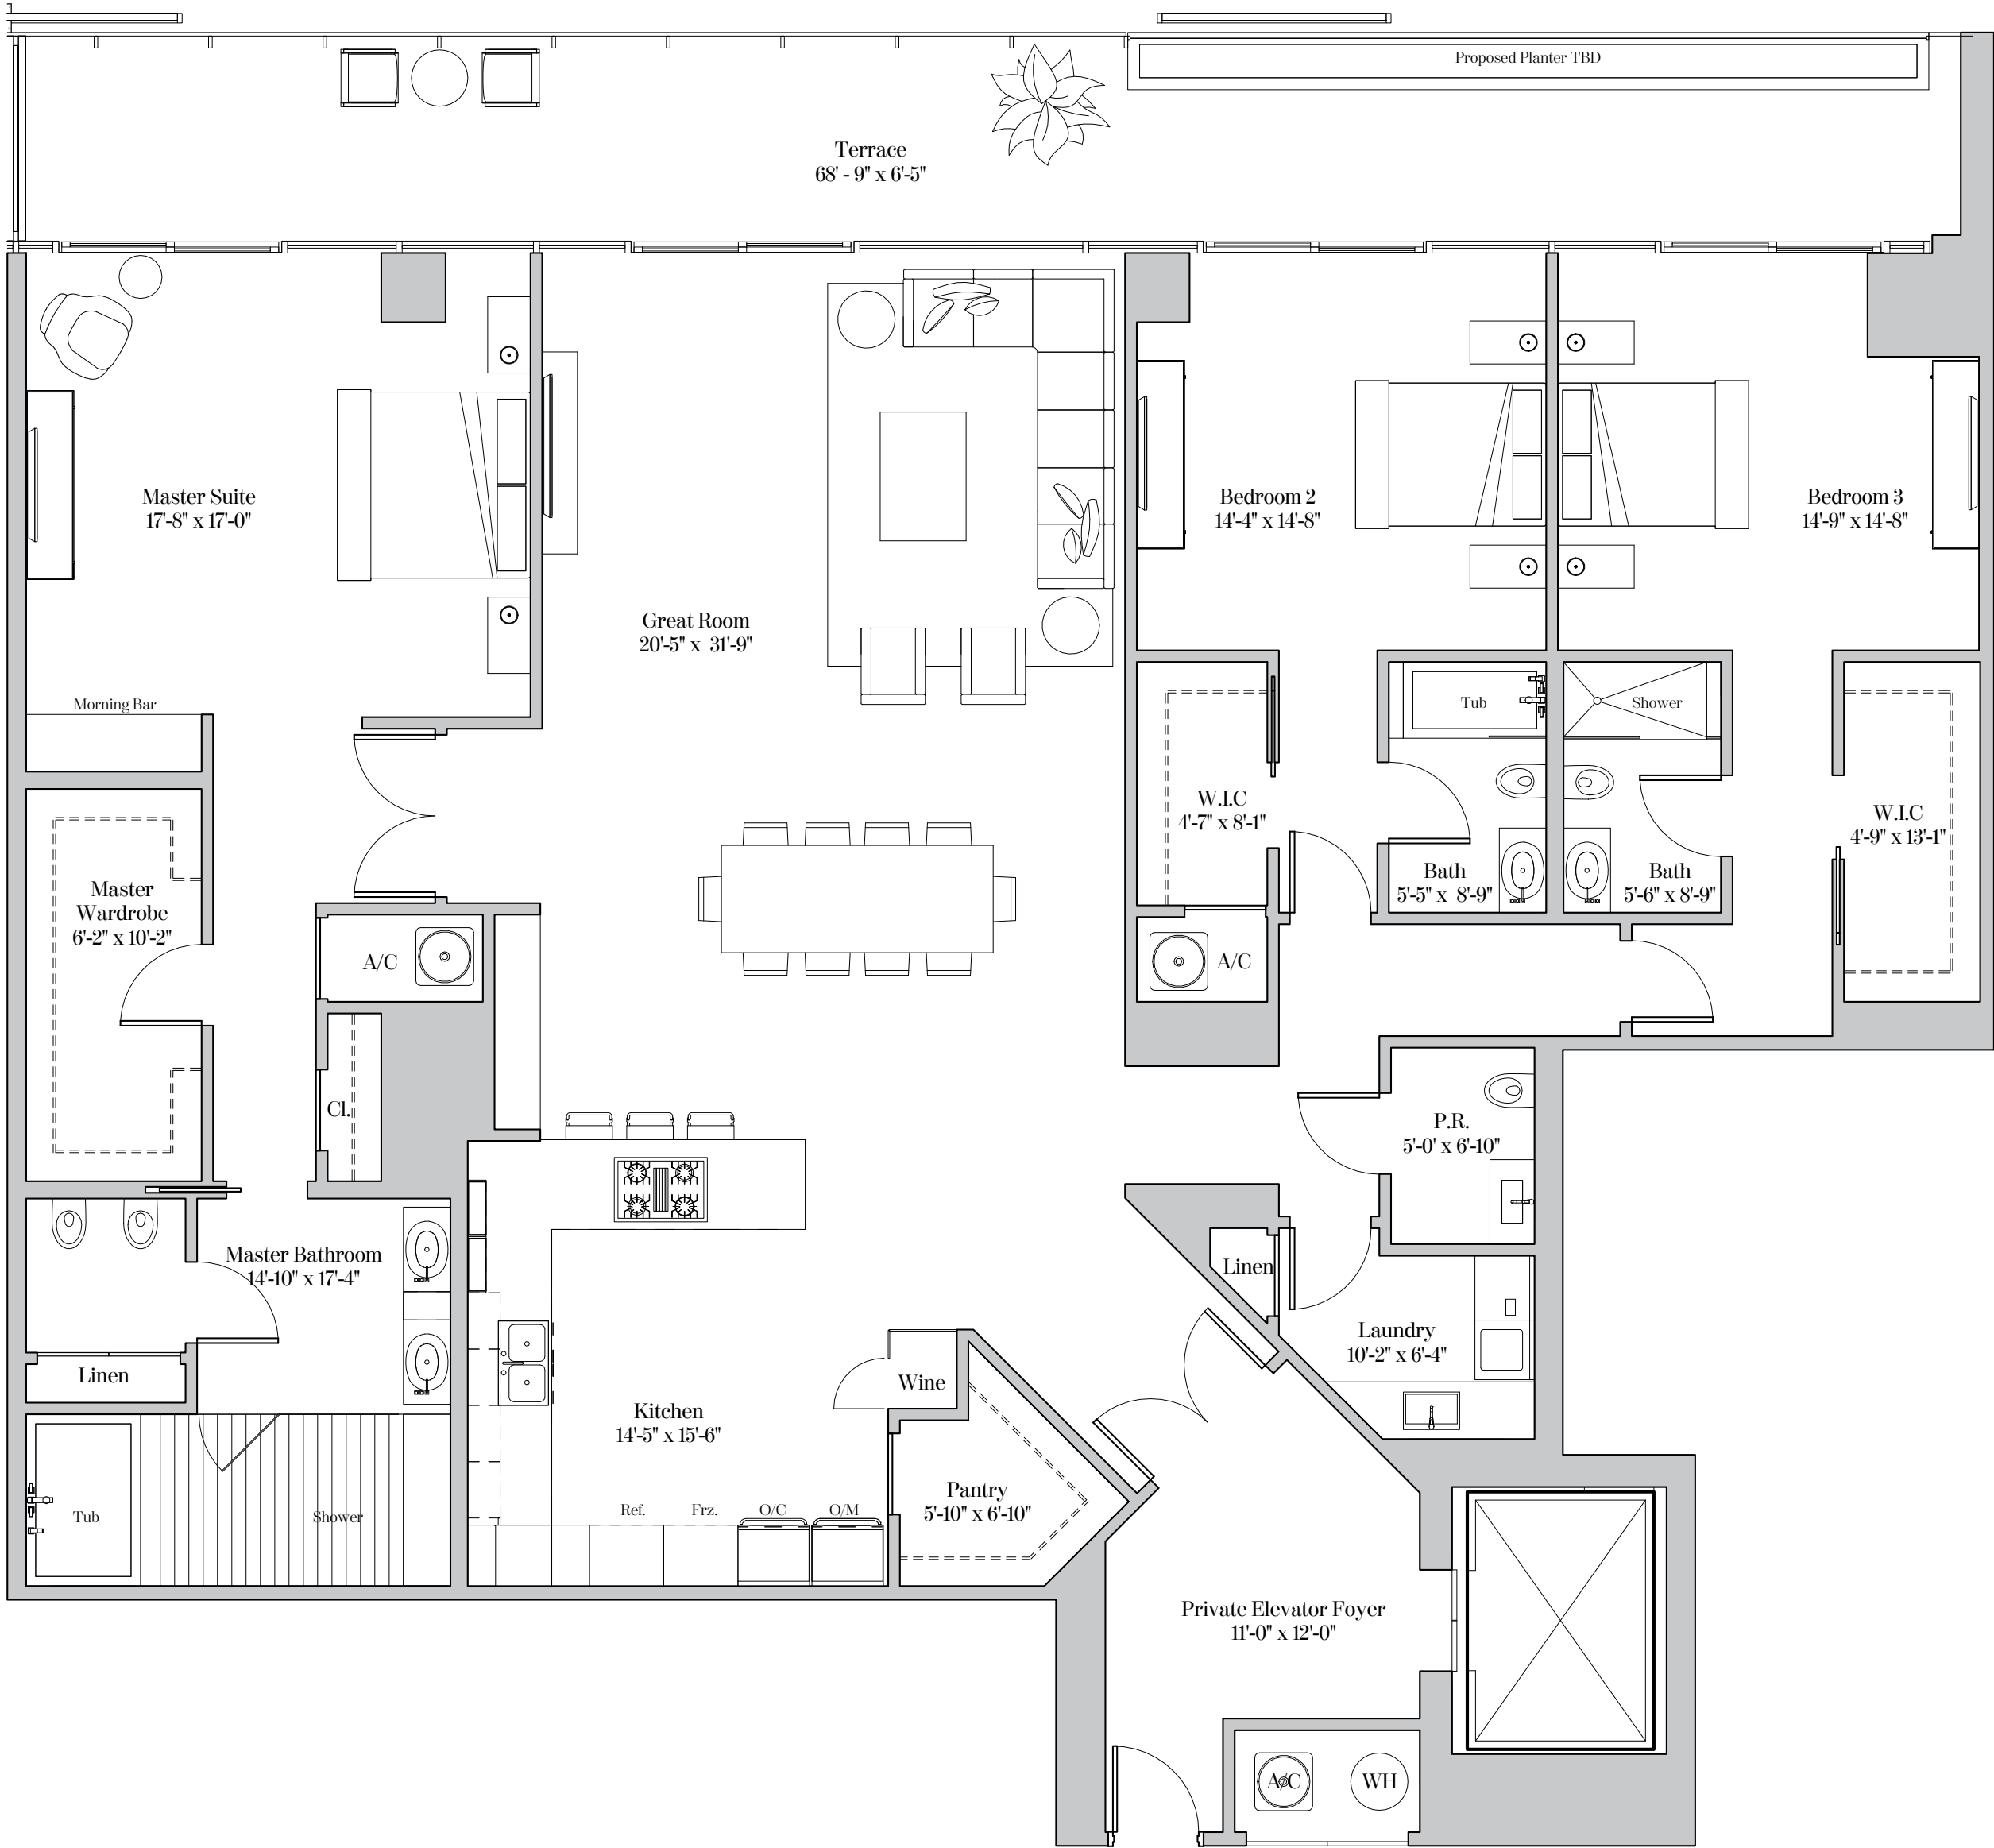 Proposed Planter TBD
Terrace
68' - 9" x 6'-5"
Master Suite
17'-8" x 17'-0"
Bedroom 2
14'-4" x 14'-8"
Bedroom 3
14'-9" x 14'-8"
Great Room
20'-5" x 31'-9"
Morning Bar
Tub
Shower
W.I.C
4'-7" x 8'-1"
W.I.C
4'-9" x 13'-1"
Bath
5'-5" x 8'-9"
Bath
5'-6" x 8'-9"
Master
Wardrobe
6'-2" x 10'-2"
A/C
A/C
Cl.
P.R.
5'-0' x 6'-10"
Master Bathroom
14'-10" x 17'-4"
Linen
Laundry
10'-2" x 6'-4"
Linen
Wine
Kitchen
14'-5" x 15'-6"
Pantry
5'-10" x 6'-10"
Tub
Shower
Ref.
Frz.
O/C
O/M
Private Elevator Foyer
11'-0" x 12'-0"
A/C
WH